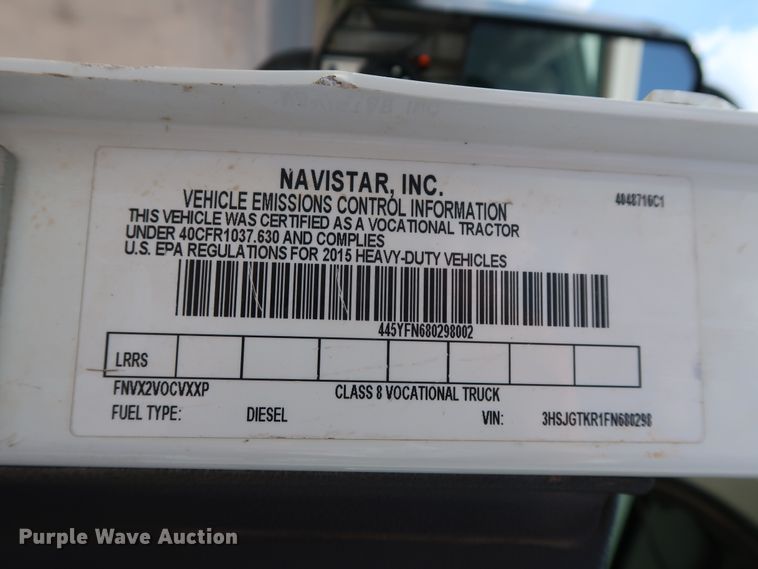 NAVISTAR, INC.
4048716C1
VEHICLE EMISSIONS CONTROL INFORMATION
THIS VEHICLE WAS CERTIFIED AS A VOCATIONAL TRACTOR
UNDER 40CFR1037.630 AND COMPLIES
U.S. EPA REGULATIONS FOR 2015 HEAVY-DUTY VEHICLES
445YFN680298002
LRRS
FNVX2VOCVXXP CLASS 8 VOCATIONAL TRUCK
FUEL TYPE: DIESEL VIN: 3HSJGTKR1FN680298
Purple Wave Auction